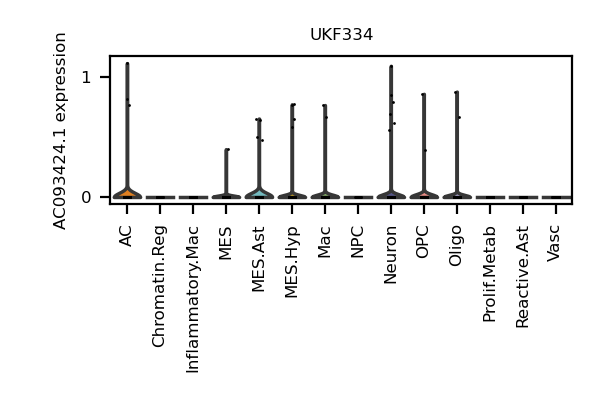 UKF334
AC093424.1 expression
1
0
AC
Chromatin.Reg
Inflammatory.Mac
MES
MES.Ast
MES.Hyp
Mac
NPC
Neuron
OPC
Oligo
Prolif.Metab
Reactive.Ast
Vasc